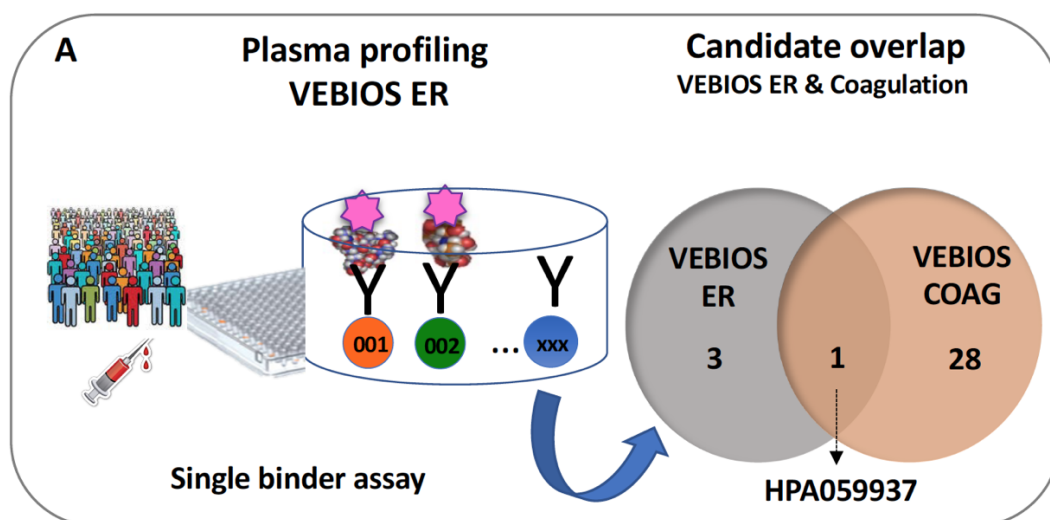 A
Plasma profiling
VEBIOS ER
Candidate overlap
VEBIOS ER & Coagulation
001
002
...
xxx
Single binder assay
VEBIOS
ER
3
1
VEBIOS
COAG
28
HPA059937